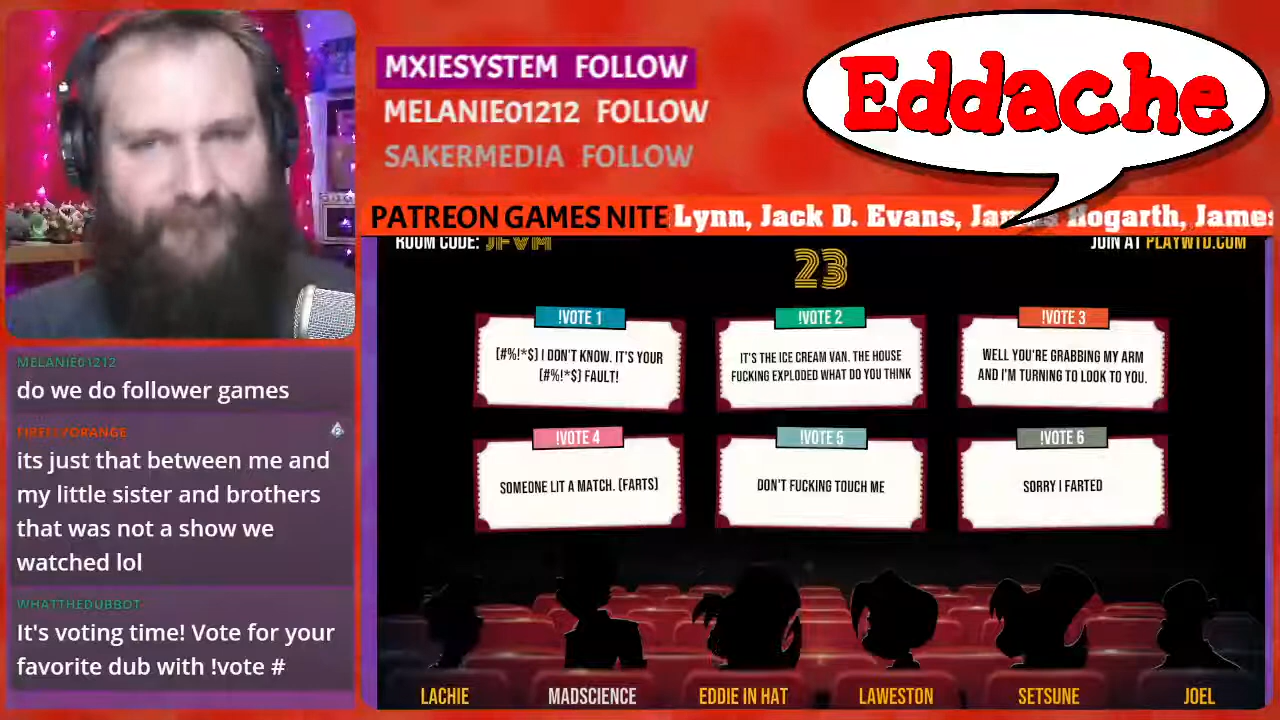 MXIESYSTEM FOLLOW
MELANIE01212 FOLLOW
SAKERMEDIA FOLLOW
Eddache
PATREON GAMES NITE Lynn, Jack D. Evans, James Hogarth, James
ROOM CODE: JFVM
JOIN AT PLAYWTD.COM
23
!VOTE 1
[#%!*$] I DON'T KNOW. IT'S YOUR
[#%!*$] FAULT!
!VOTE 2
IT'S THE ICE CREAM VAN. THE HOUSE
FUCKING EXPLODED WHAT DO YOU THINK
!VOTE 3
WELL YOU'RE GRABBING MY ARM
AND I'M TURNING TO LOOK TO YOU.
!VOTE 4
SOMEONE LIT A MATCH. (FARTS)
!VOTE 5
DON'T FUCKING TOUCH ME
!VOTE 6
SORRY I FARTED
LACHIE
MADSCIENCE
EDDIE IN HAT
LAWESTON
SETSUNE
JOEL
MELANIE01212
do we do follower games
FIREFLYORANGE
its just that between me and
my little sister and brothers
that was not a show we
watched lol
WHATTHEDUBBOT
It's voting time! Vote for your
favorite dub with !vote #